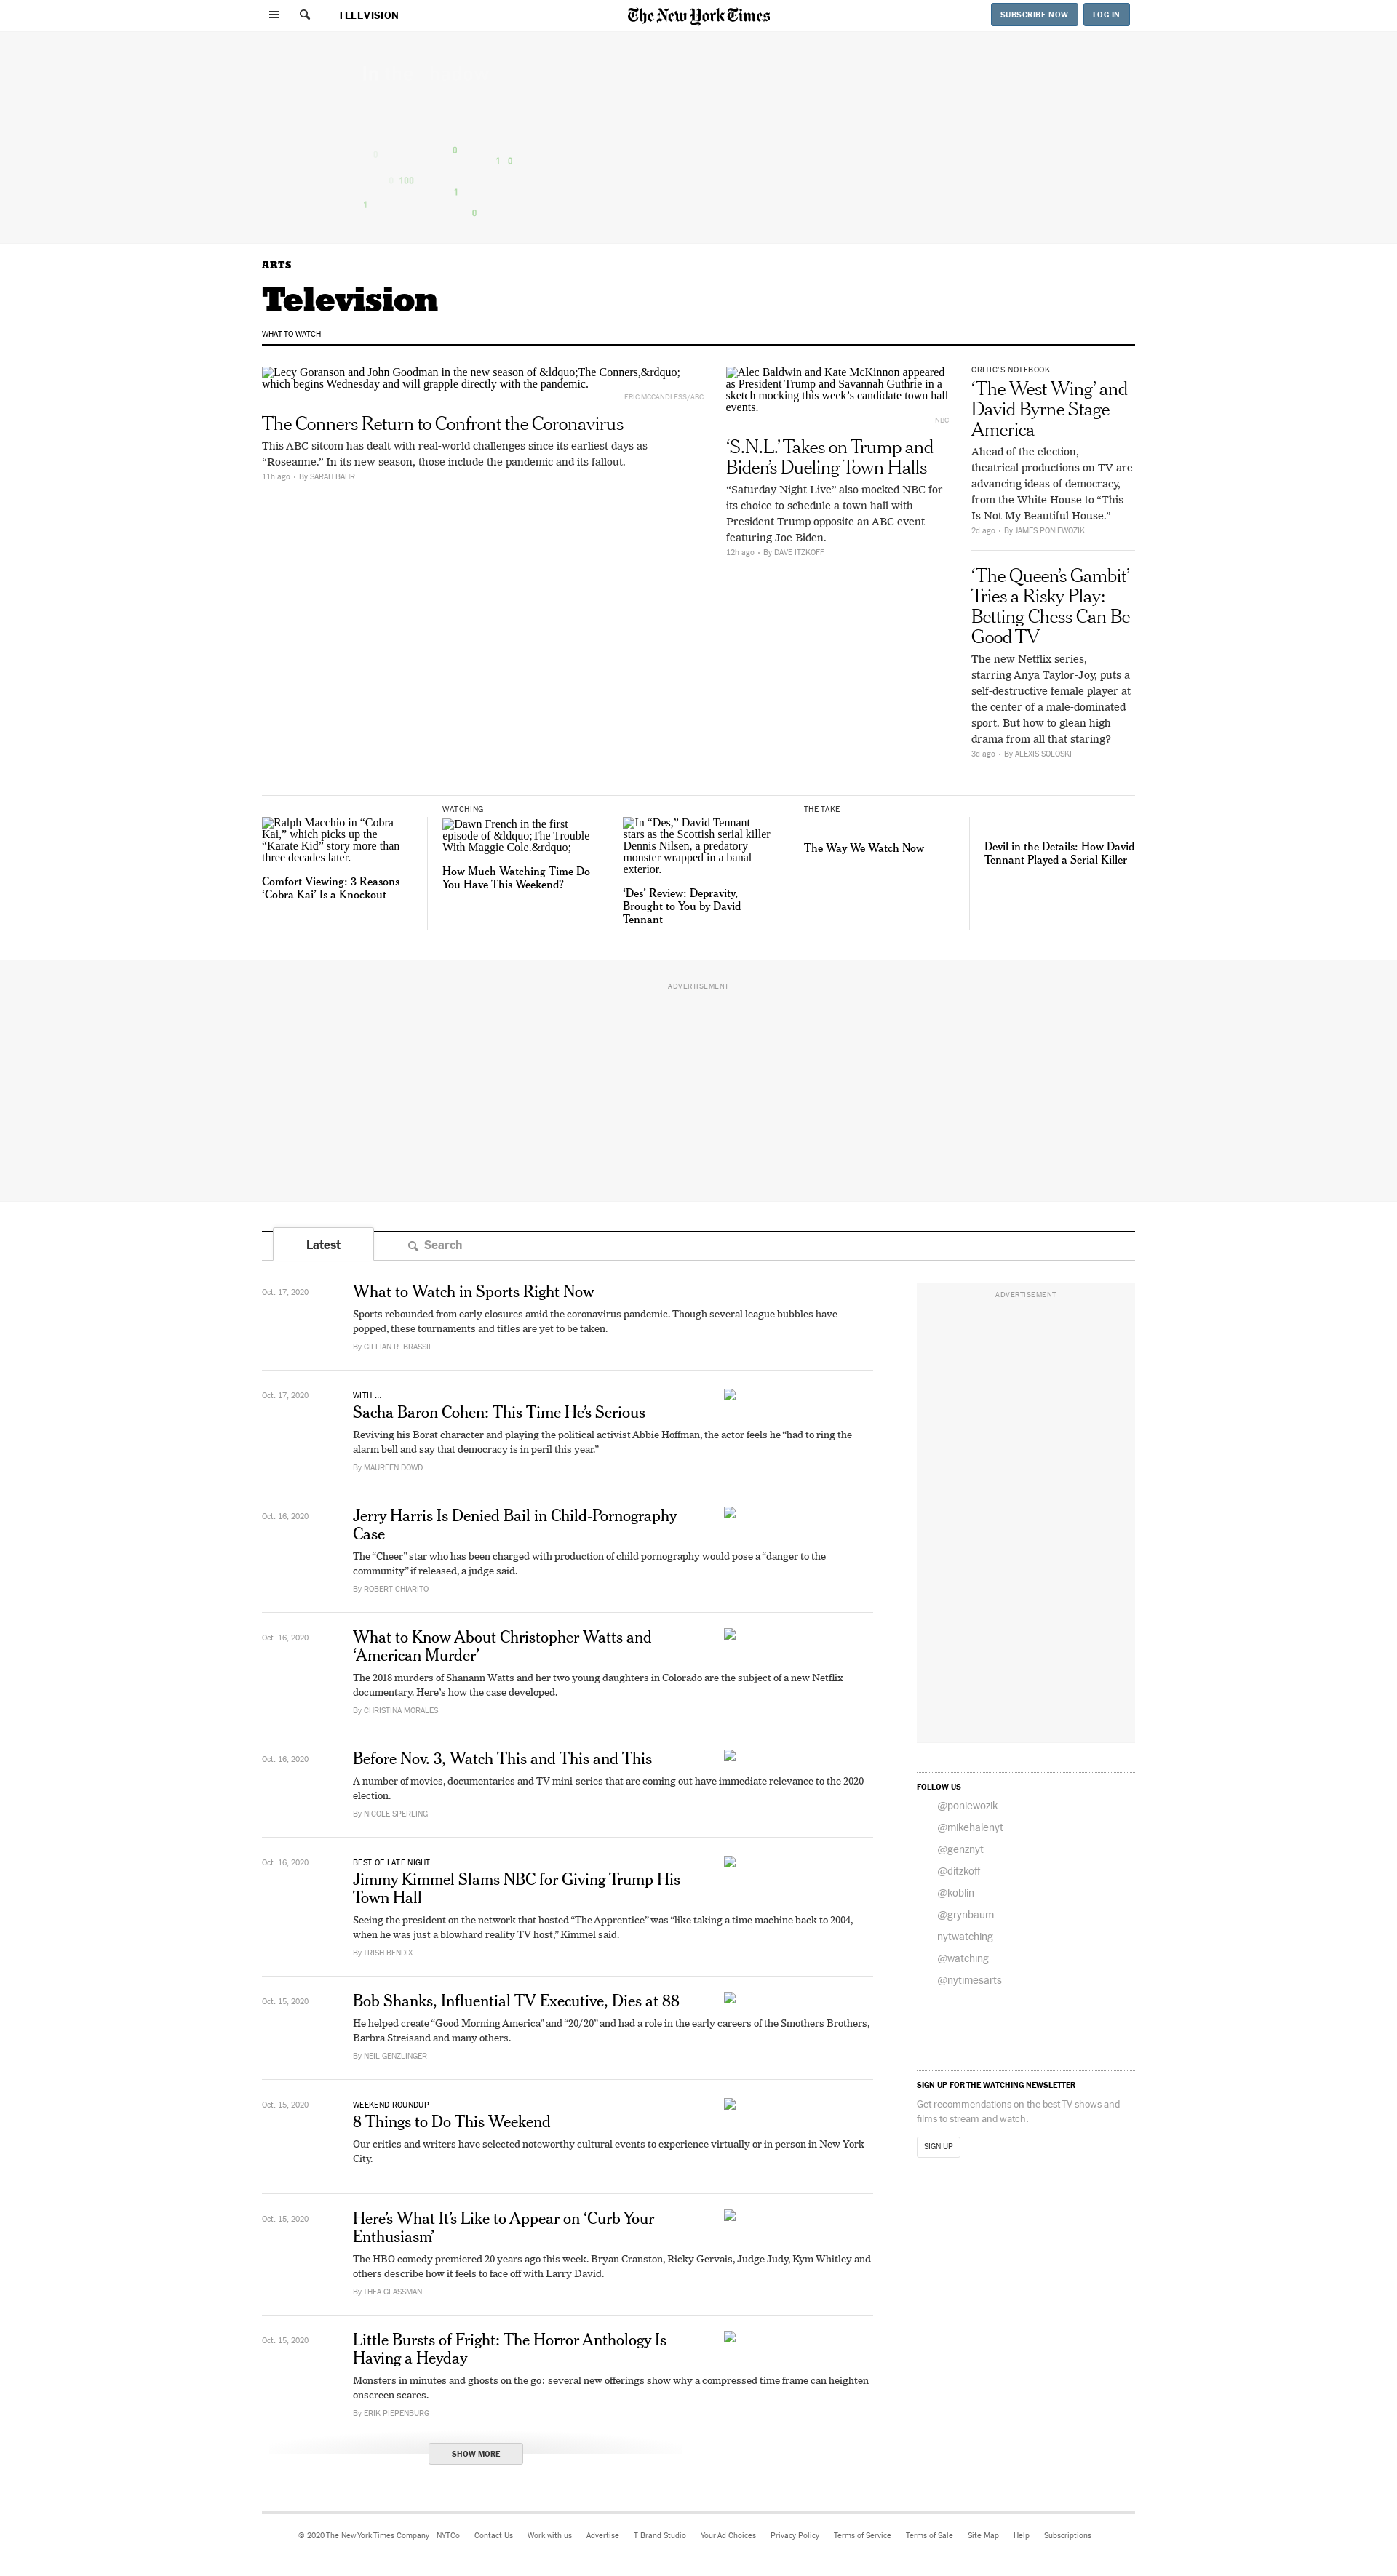 TELEVISION
The New York Times
SUBSCRIBE NOW
LOG IN
0
1 0
100
1
1
0
ARTS
Television
WHAT TO WATCH
Lecy Goranson and John Goodman in the new season of &ldquo;The Conners,&rdquo;
which begins Wednesday and will grapple directly with the pandemic.
ERIC MCCANDLESS/ABC
The Conners Return to Confront the Coronavirus
This ABC sitcom has dealt with real-world challenges since its earliest days as
“Roseanne.” In its new season, those include the pandemic and its fallout.
11h ago • By SARAH BAHR
Alec Baldwin and Kate McKinnon appeared
as President Trump and Savannah Guthrie in a
sketch mocking this week’s candidate town hall
events.
NBC
‘S.N.L.’ Takes on Trump and
Biden’s Dueling Town Halls
“Saturday Night Live” also mocked NBC for
its choice to schedule a town hall with
President Trump opposite an ABC event
featuring Joe Biden.
12h ago • By DAVE ITZKOFF
CRITIC’S NOTEBOOK
‘The West Wing’ and
David Byrne Stage
America
Ahead of the election,
theatrical productions on TV are
advancing ideas of democracy,
from the White House to “This
Is Not My Beautiful House.”
2d ago • By JAMES PONIEWOZIK
‘The Queen’s Gambit’
Tries a Risky Play:
Betting Chess Can Be
Good TV
The new Netflix series,
starring Anya Taylor-Joy, puts a
self-destructive female player at
the center of a male-dominated
sport. But how to glean high
drama from all that staring?
3d ago • By ALEXIS SOLOSKI
Ralph Macchio in “Cobra
Kai,” which picks up the
“Karate Kid” story more than
three decades later.
Comfort Viewing: 3 Reasons
‘Cobra Kai’ Is a Knockout
WATCHING
Dawn French in the first
episode of &ldquo;The Trouble
With Maggie Cole.&rdquo;
How Much Watching Time Do
You Have This Weekend?
In “Des,” David Tennant
stars as the Scottish serial killer
Dennis Nilsen, a predatory
monster wrapped in a banal
exterior.
‘Des’ Review: Depravity,
Brought to You by David
Tennant
THE TAKE
The Way We Watch Now
Devil in the Details: How David
Tennant Played a Serial Killer
ADVERTISEMENT
Latest
Search
Oct. 17, 2020
What to Watch in Sports Right Now
Sports rebounded from early closures amid the coronavirus pandemic. Though several league bubbles have
popped, these tournaments and titles are yet to be taken.
By GILLIAN R. BRASSIL
Oct. 17, 2020
WITH ...
Sacha Baron Cohen: This Time He’s Serious
Reviving his Borat character and playing the political activist Abbie Hoffman, the actor feels he “had to ring the
alarm bell and say that democracy is in peril this year.”
By MAUREEN DOWD
Oct. 16, 2020
Jerry Harris Is Denied Bail in Child-Pornography
Case
The “Cheer” star who has been charged with production of child pornography would pose a “danger to the
community” if released, a judge said.
By ROBERT CHIARITO
Oct. 16, 2020
What to Know About Christopher Watts and
‘American Murder’
The 2018 murders of Shanann Watts and her two young daughters in Colorado are the subject of a new Netflix
documentary. Here’s how the case developed.
By CHRISTINA MORALES
Oct. 16, 2020
Before Nov. 3, Watch This and This and This
A number of movies, documentaries and TV mini-series that are coming out have immediate relevance to the 2020
election.
By NICOLE SPERLING
Oct. 16, 2020
BEST OF LATE NIGHT
Jimmy Kimmel Slams NBC for Giving Trump His
Town Hall
Seeing the president on the network that hosted “The Apprentice” was “like taking a time machine back to 2004,
when he was just a blowhard reality TV host,” Kimmel said.
By TRISH BENDIX
Oct. 15, 2020
Bob Shanks, Influential TV Executive, Dies at 88
He helped create “Good Morning America” and “20/20” and had a role in the early careers of the Smothers Brothers,
Barbra Streisand and many others.
By NEIL GENZLINGER
Oct. 15, 2020
WEEKEND ROUNDUP
8 Things to Do This Weekend
Our critics and writers have selected noteworthy cultural events to experience virtually or in person in New York
City.
Oct. 15, 2020
Here’s What It’s Like to Appear on ‘Curb Your
Enthusiasm’
The HBO comedy premiered 20 years ago this week. Bryan Cranston, Ricky Gervais, Judge Judy, Kym Whitley and
others describe how it feels to face off with Larry David.
By THEA GLASSMAN
Oct. 15, 2020
Little Bursts of Fright: The Horror Anthology Is
Having a Heyday
Monsters in minutes and ghosts on the go: several new offerings show why a compressed time frame can heighten
onscreen scares.
By ERIK PIEPENBURG
SHOW MORE
ADVERTISEMENT
FOLLOW US
@poniewozik
@mikehalenyt
@genznyt
@ditzkoff
@koblin
@grynbaum
nytwatching
@watching
@nytimesarts
SIGN UP FOR THE WATCHING NEWSLETTER
Get recommendations on the best TV shows and
films to stream and watch.
SIGN UP
© 2020 The New York Times Company NYTCo Contact Us Work with us Advertise T Brand Studio Your Ad Choices Privacy Policy Terms of Service Terms of Sale Site Map Help Subscriptions